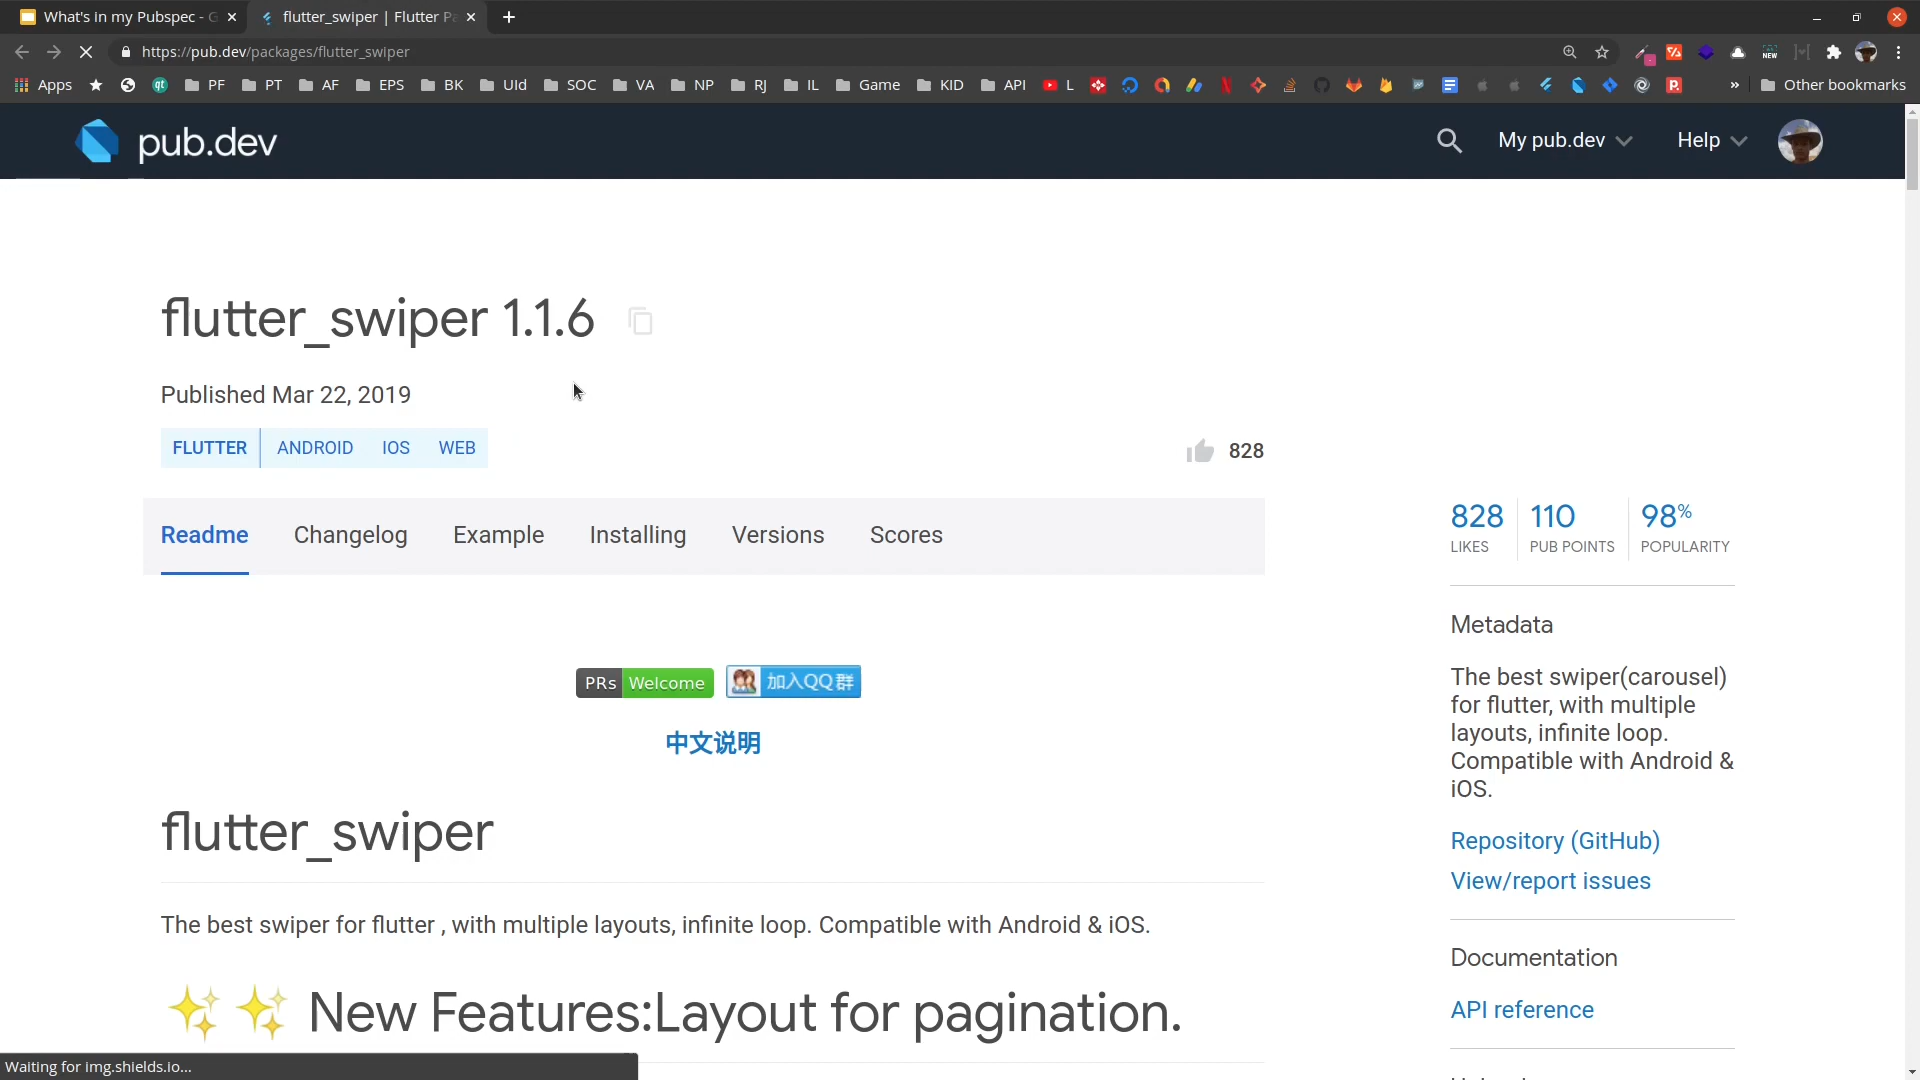 What's in my Pubspec - G
flutter_swiper | Flutter Pa
https://pub.dev/packages/flutter_swiper
Apps
PF
PT
AF
EPS
BK
UId
SOC
VA
NP
RJ
IL
Game
KID
API
L
»
Other bookmarks
pub.dev
My pub.dev
Help
flutter_swiper 1.1.6
Published Mar 22, 2019
FLUTTER ANDROID IOS WEB
828
Readme Changelog Example Installing Versions Scores
828 LIKES
110 PUB POINTS
98% POPULARITY
PRs Welcome
加入QQ群
中文说明
flutter_swiper
The best swiper for flutter , with multiple layouts, infinite loop. Compatible with Android & iOS.
✨✨ New Features:Layout for pagination.
Metadata
The best swiper(carousel)
for flutter, with multiple
layouts, infinite loop.
Compatible with Android &
iOS.
Repository (GitHub)
View/report issues
Documentation
API reference
Waiting for img.shields.io...